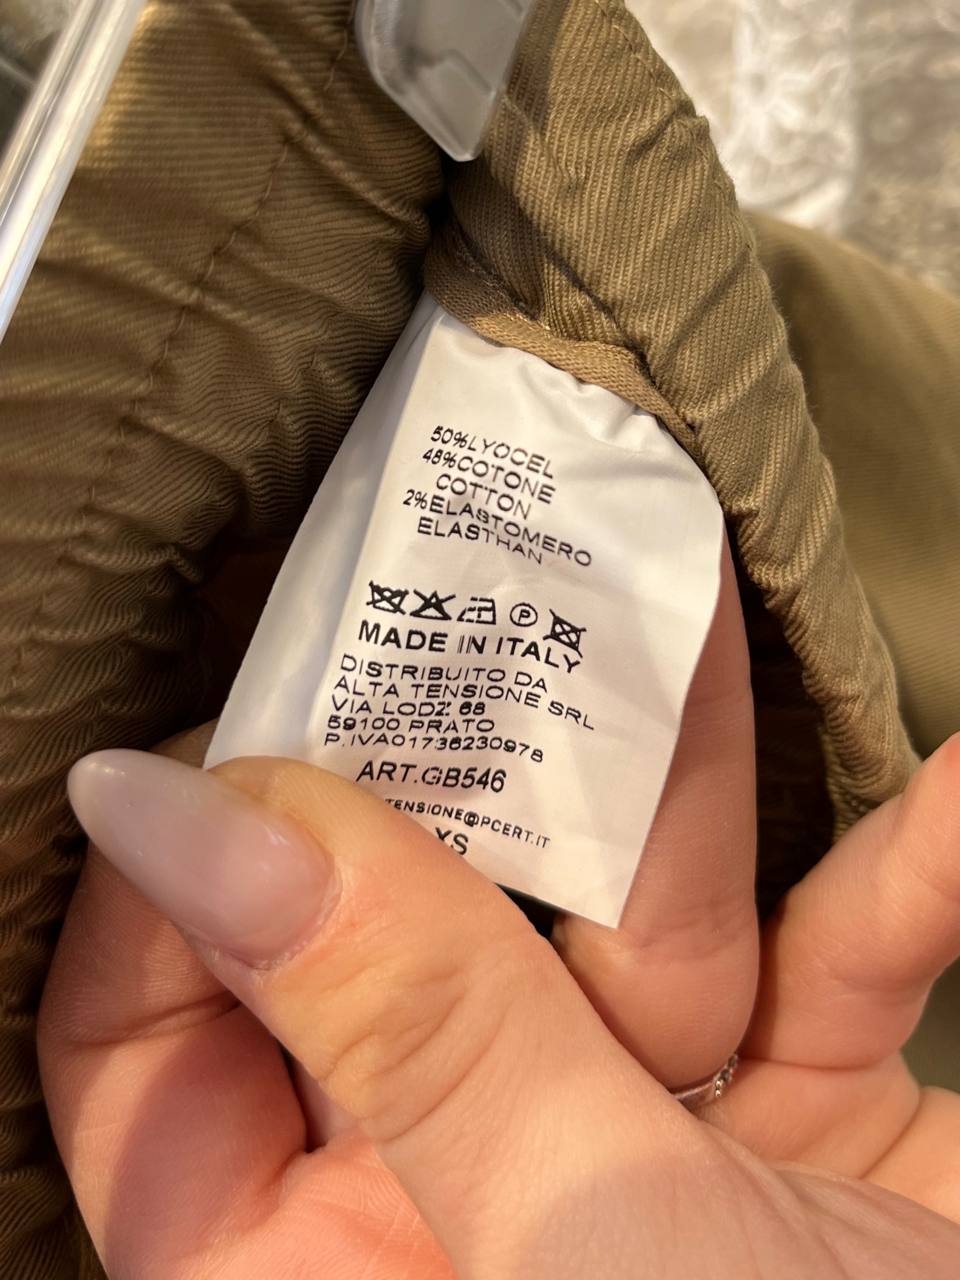 50%LYOCEL
48%COTONE
COTTON
2%ELASTOMERO
ELASTHAN
P
MADE IN ITALY
DISTRIBUITO DA
ALTA TENSIONE SRL
VIA LODZ 68
59100 PRATO
P.IVA01736230978
ART.GB546
TENSIONE@PCERT.IT
XS